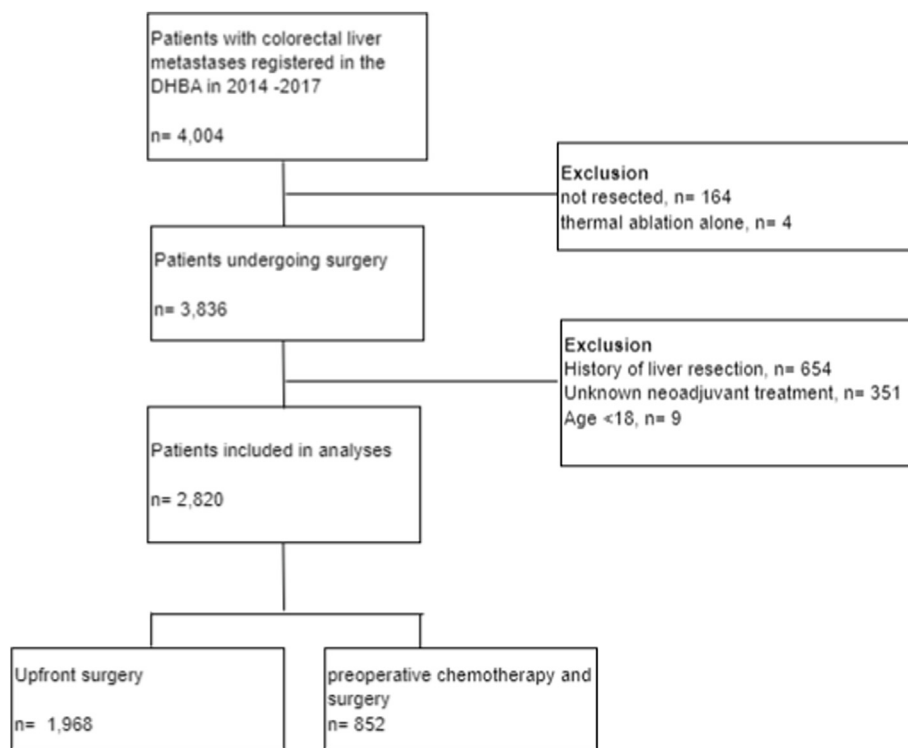 Patients with colorectal liver
metastases registered in the
DHBA in 2014 -2017
n= 4,004
Exclusion
not resected, n= 164
thermal ablation alone, n= 4
Patients undergoing surgery
n= 3,836
Exclusion
History of liver resection, n= 654
Unknown neoadjuvant treatment, n= 351
Age <18, n= 9
Patients included in analyses
n= 2,820
Upfront surgery
n= 1,968
preoperative chemotherapy and
surgery
n= 852